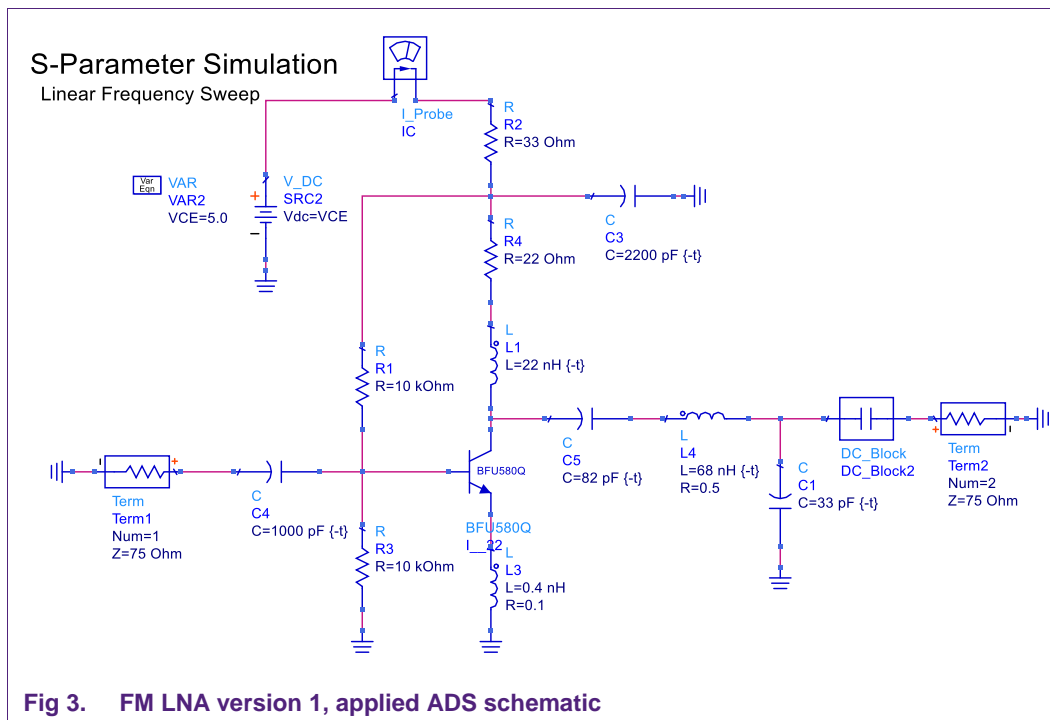 S-Parameter Simulation
Linear Frequency Sweep
I_Probe
IC
R
R2
R=33 Ohm
Var
Eqn
VAR
VAR2
VCE=5.0
+
V_DC
SRC2
Vdc=VCE
C
C3
C=2200 pF {-t}
R
R4
R=22 Ohm
L
L1
L=22 nH {-t}
R
R1
R=10 kOhm
Term
Term1
Num=1
Z=75 Ohm
+
C
C4
C=1000 pF {-t}
BFU580Q
BFU580Q
I__22
C
C5
C=82 pF {-t}
L
L4
L=68 nH {-t}
R=0.5
C
C1
C=33 pF {-t}
DC_Block
DC_Block2
+
Term
Term2
Num=2
Z=75 Ohm
R
R3
R=10 kOhm
L
L3
L=0.4 nH
R=0.1
Fig 3. FM LNA version 1, applied ADS schematic